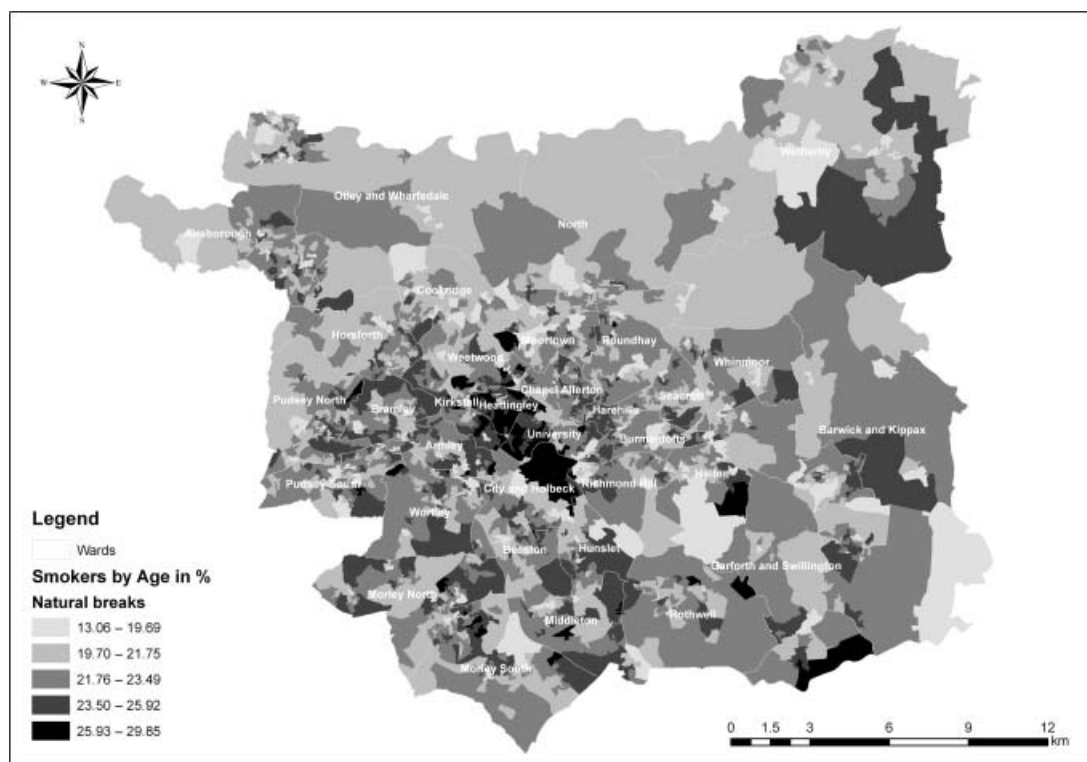 N
W E
S
Wetherby
Otley and Wharfedale
North
Aireborough
Cookridge
Horsforth
Moortown
Roundhay
Weetwood
Whinmoor
Chapel Allerton
Seacroft
Pudsey North
Kirkstall
Headingley
Bramley
Harehills
Barwick and Kippax
University
Burmantofts
Armley
Halton
Pudsey South
City and Holbeck
Richmond Hill
Wortley
Beeston
Hunslet
Garforth and Swillington
Morley North
Rothwell
Middleton
Morley South
Legend
Wards
Smokers by Age in %
Natural breaks
13.06 – 19.69
19.70 – 21.75
21.76 – 23.49
23.50 – 25.92
25.93 – 29.85
0 1.5 3 6 9 12
km